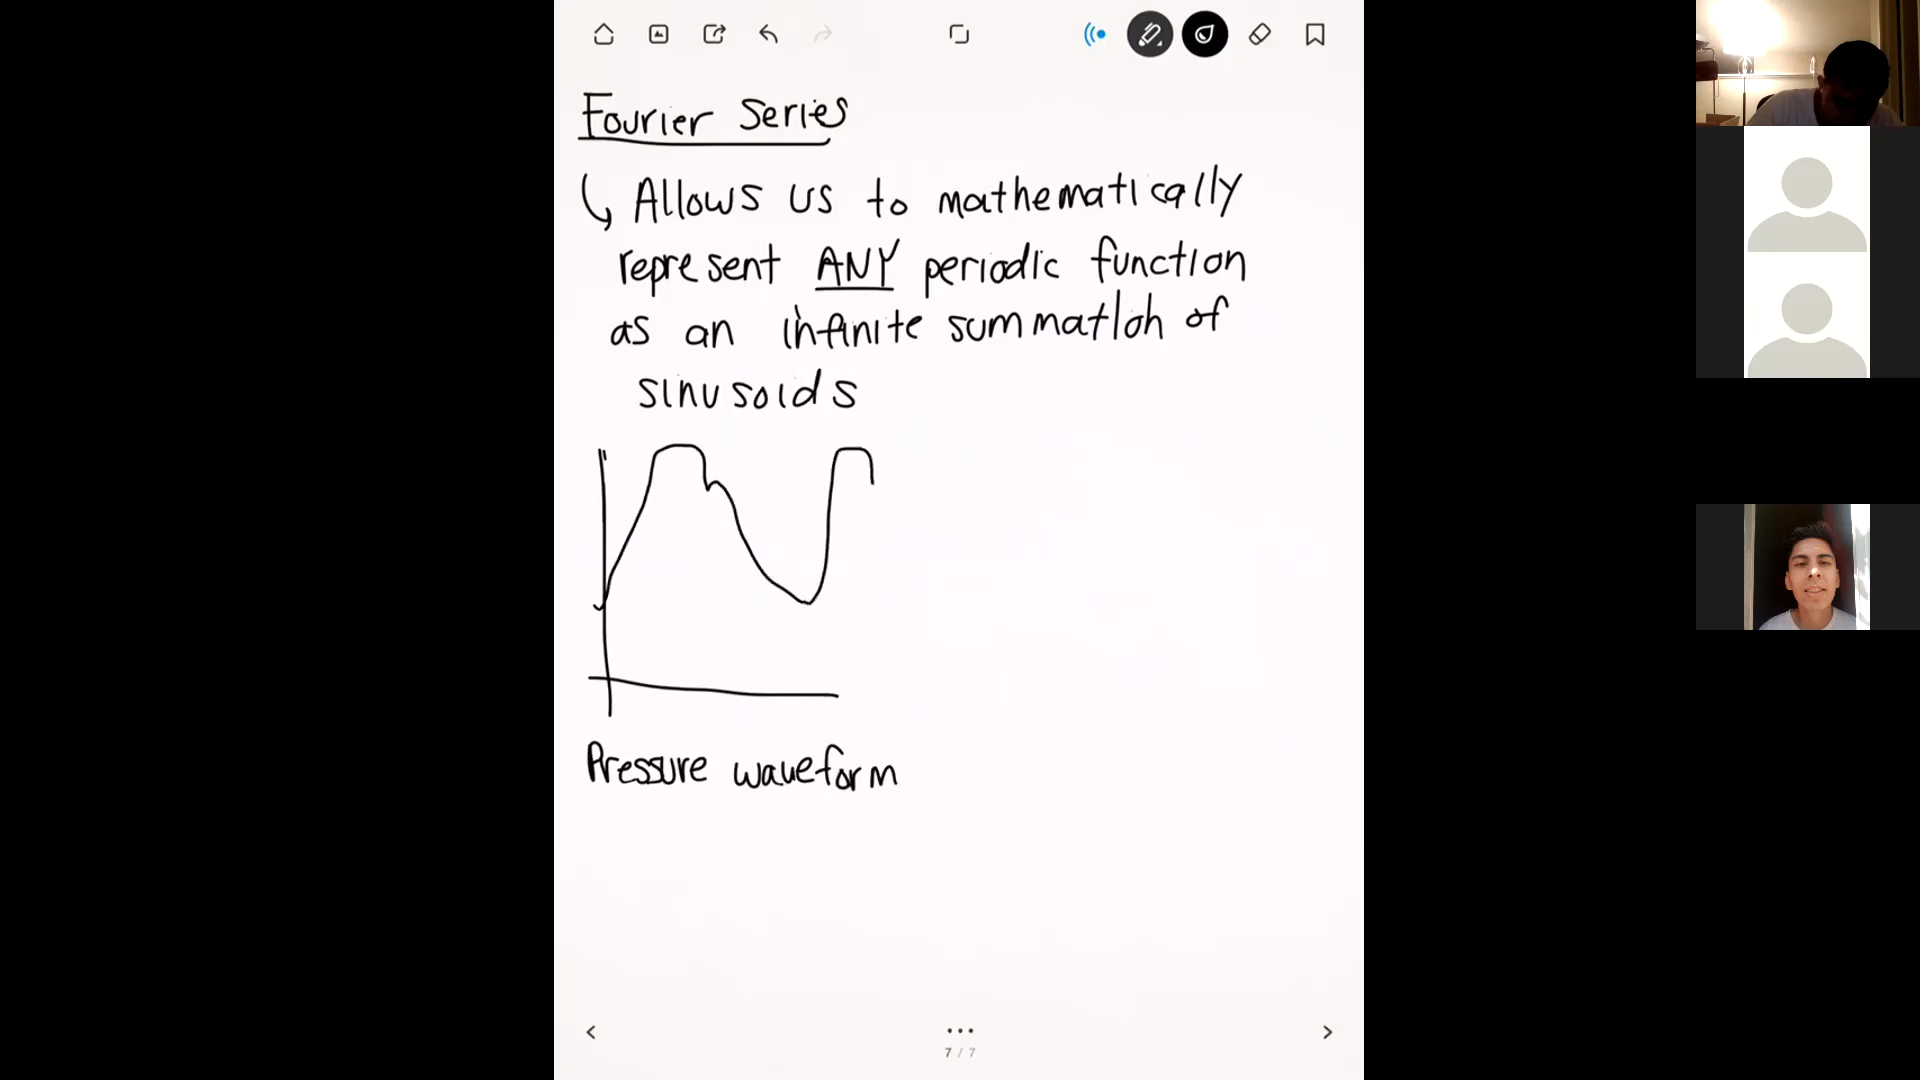 Fourier Series
Allows us to mathematically
represent ANY periodic function
as an infinite summation of
sinusoids
Pressure waveform
7 / 7